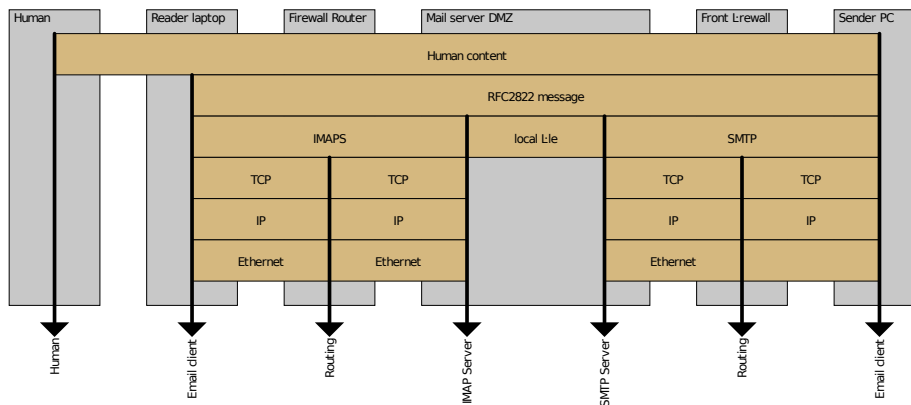 Human
Reader laptop
Firewall Router
Mail server DMZ
Front L:rewall
Sender PC
Human content
RFC2822 message
IMAPS
local L:le
SMTP
TCP
TCP
TCP
TCP
IP
IP
IP
IP
Ethernet
Ethernet
Ethernet
Human
Email client
Routing
IMAP Server
SMTP Server
Routing
Email client